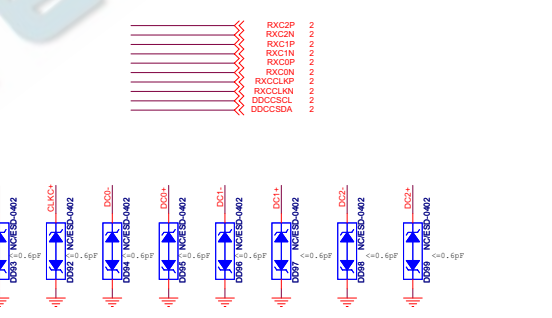 RXC2P 2
RXC2N 2
RXC1P 2
RXC1N 2
RXC0P 2
RXC0N 2
RXCCLKP 2
RXCCLKN 2
DDCCSCL 2
DDCCSDA 2
DD93 NC/ESD-0402 <=0.6pF
CLKC+ DD92 NC/ESD-0402 <=0.6pF
DC0- DD94 NC/ESD-0402 <=0.6pF
DC0+ DD95 NC/ESD-0402 <=0.6pF
DC1- DD96 NC/ESD-0402 <=0.6pF
DC1+ DD97 NC/ESD-0402 <=0.6pF
DC2- DD98 NC/ESD-0402 <=0.6pF
DC2+ DD99 NC/ESD-0402 <=0.6pF